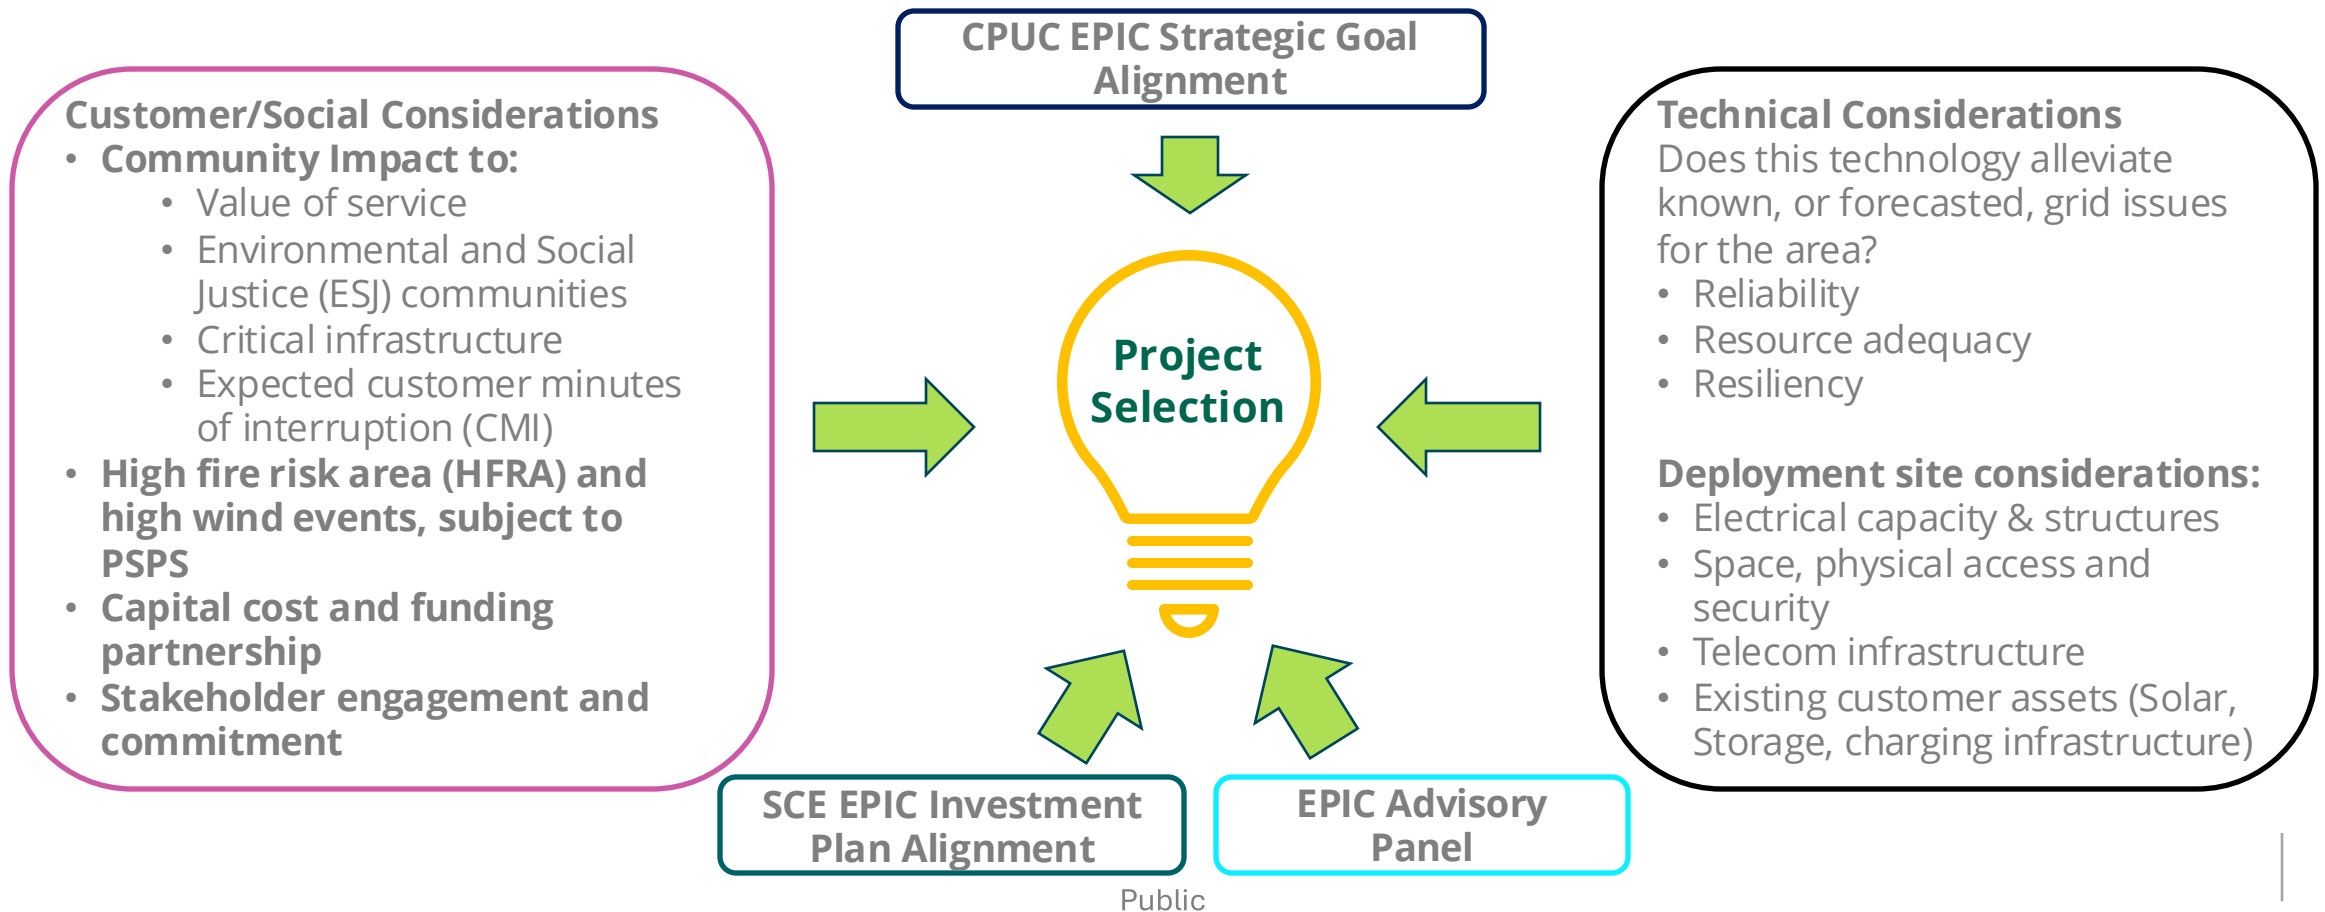 CPUC EPIC Strategic Goal
Alignment
Customer/Social Considerations
• Community Impact to:
• Value of service
• Environmental and Social
Justice (ESJ) communities
• Critical infrastructure
• Expected customer minutes
of interruption (CMI)
• High fire risk area (HFRA) and
high wind events, subject to
PSPS
• Capital cost and funding
partnership
• Stakeholder engagement and
commitment
Project
Selection
Technical Considerations
Does this technology alleviate
known, or forecasted, grid issues
for the area?
• Reliability
• Resource adequacy
• Resiliency
Deployment site considerations:
• Electrical capacity & structures
• Space, physical access and
security
• Telecom infrastructure
• Existing customer assets (Solar,
Storage, charging infrastructure)
SCE EPIC Investment
Plan Alignment
EPIC Advisory
Panel
Public